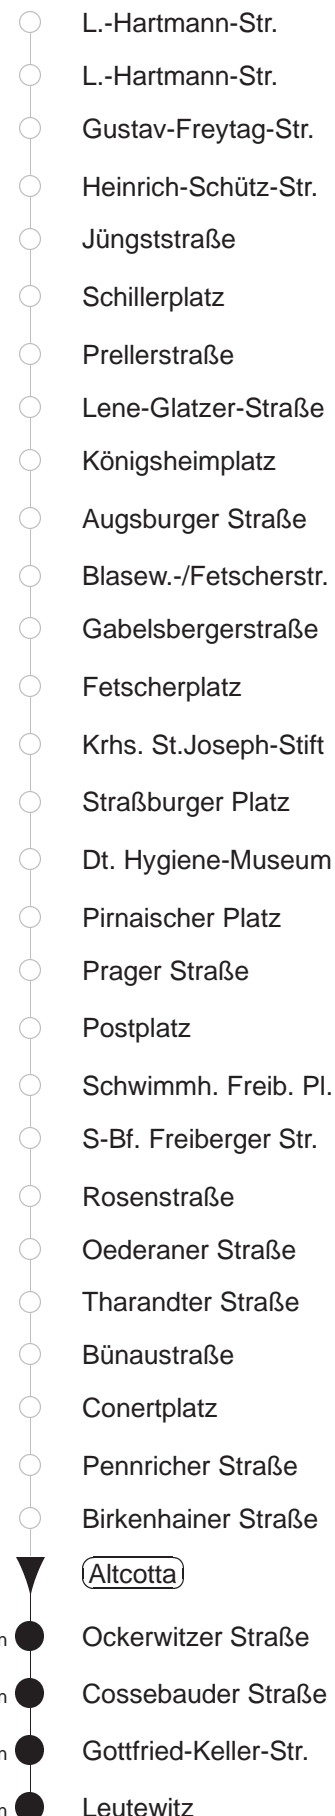 L.-Hartmann-Str.
L.-Hartmann-Str.
Gustav-Freytag-Str.
Heinrich-Schütz-Str.
Jüngststraße
Schillerplatz
Prellerstraße
Lene-Glatzer-Straße
Königsheimplatz
Augsburger Straße
Blasew.-/Fetscherstr.
Gabelsbergerstraße
Fetscherplatz
Krhs. St.Joseph-Stift
Straßburger Platz
Dt. Hygiene-Museum
Pirnaischer Platz
Prager Straße
Postplatz
Schwimmh. Freib. Pl.
S-Bf. Freiberger Str.
Rosenstraße
Oederaner Straße
Tharandter Straße
Bünaustraße
Conertplatz
Pennricher Straße
Birkenhainer Straße
Altcotta
Ockerwitzer Straße
Cossebauder Straße
Gottfried-Keller-Str.
Leutewitz